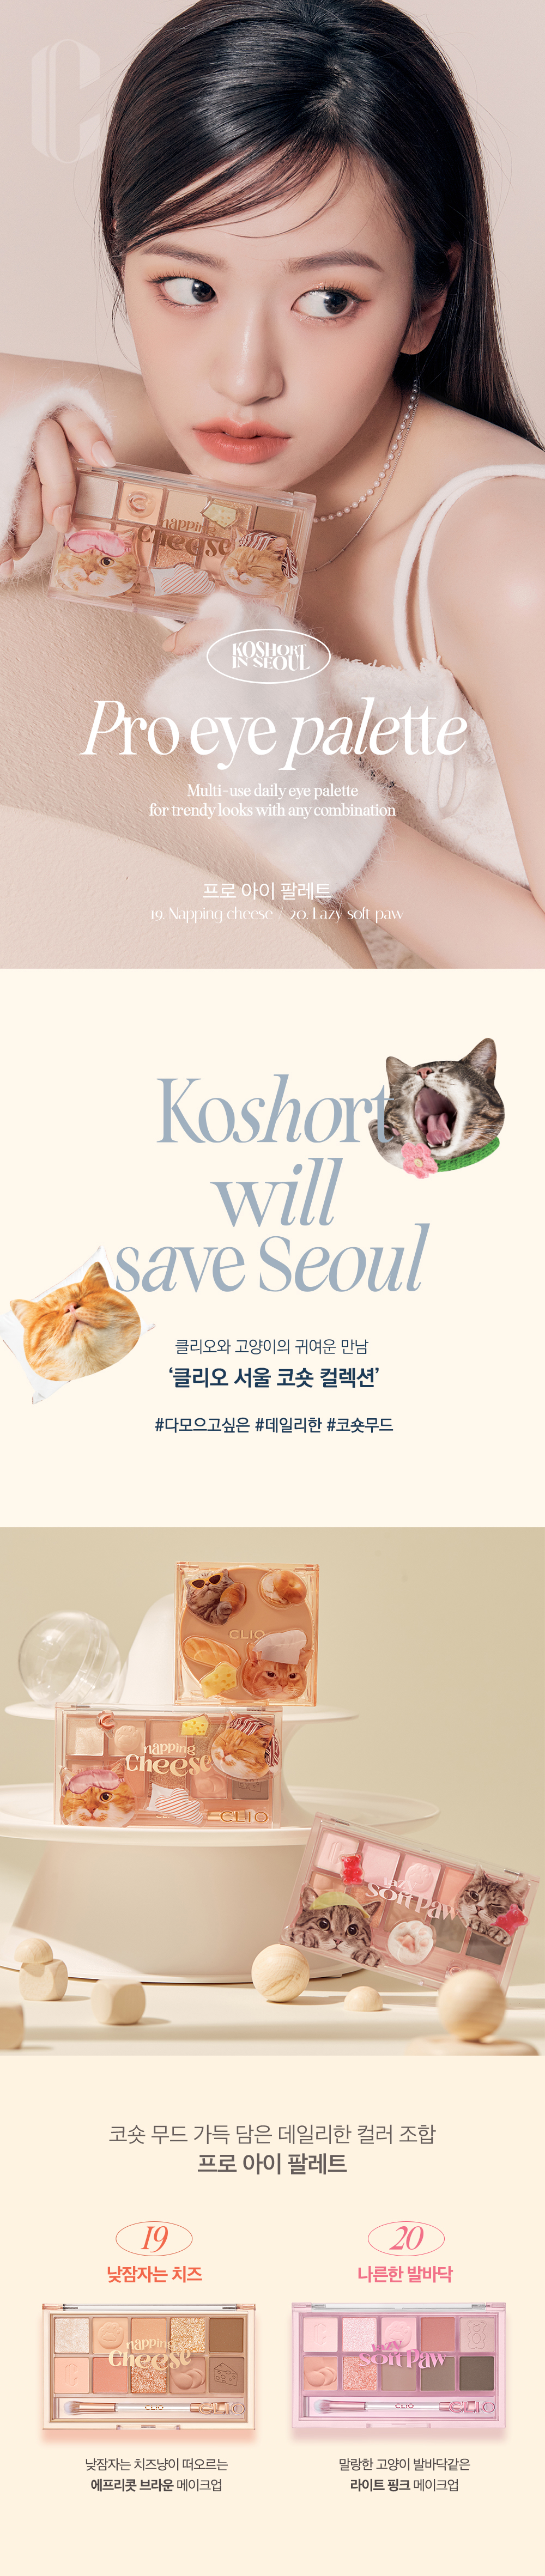 napping
Cheese
KOSHORT
IN SEOUL
Pro eye palette
Multi-use daily eye palette
for trendy looks with any combination
프로 아이 팔레트
19. Napping cheese / 20. Lazy soft paw
Koshort
will
save Seoul
클리오와 고양이의 귀여운 만남
‘클리오 서울 코숏 컬렉션’
#다모으고싶은 #데일리한 #코숏무드
CLIO
napping
Cheese
CLIO
lazy
soft paw
코숏 무드 가득 담은 데일리한 컬러 조합
프로 아이 팔레트
19
낮잠자는 치즈
napping
Cheese
CLIO
낮잠자는 치즈냥이 떠오르는
에프리콧 브라운 메이크업
20
나른한 발바닥
lazy
soft paw
CLIO
말랑한 고양이 발바닥같은
라이트 핑크 메이크업